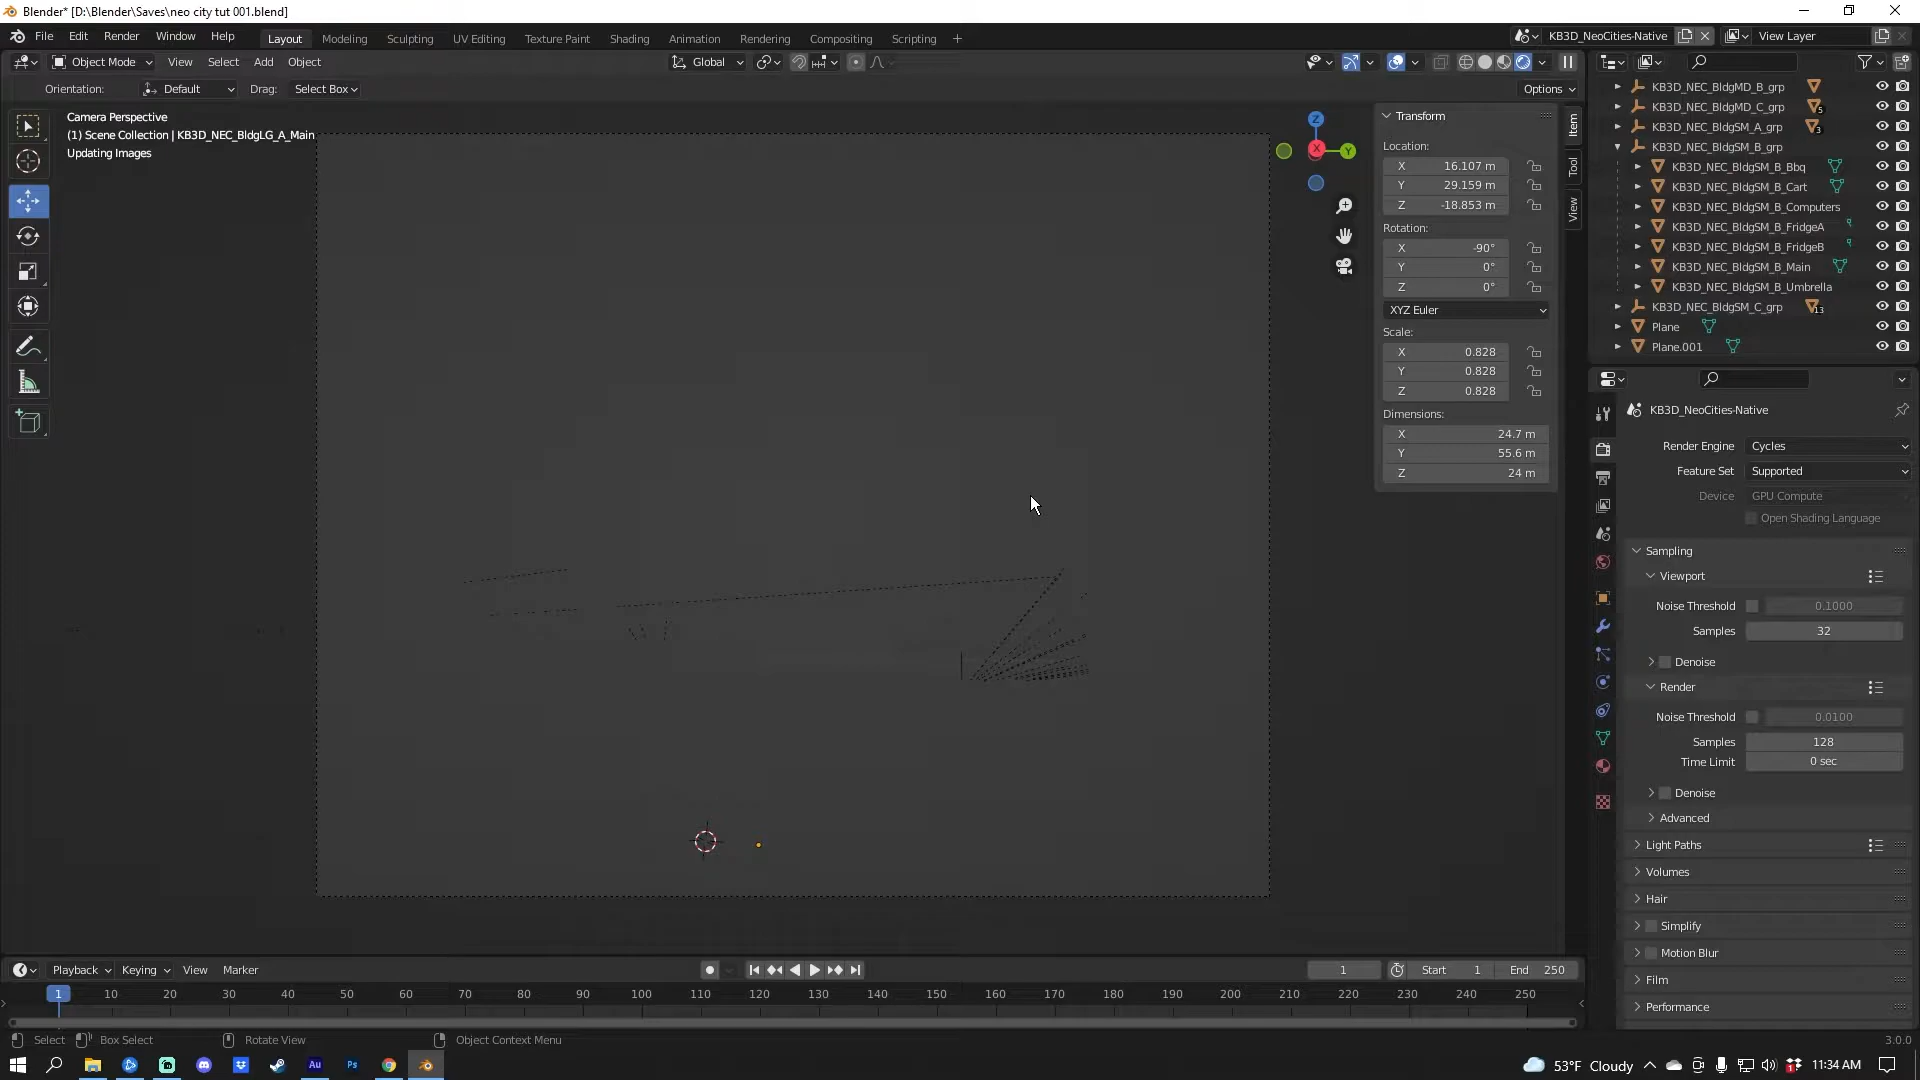 Blender* [D:\Blender\Saves\neo city tut 001.blend]
File Edit Render Window Help Layout Modeling Sculpting UV Editing Texture Paint Shading Animation Rendering Compositing Scripting + KB3D_NeoCities-Native View Layer
Object Mode View Select Add Object Global
Orientation: Default Drag: Select Box Options
Camera Perspective
(1) Scene Collection | KB3D_NEC_BldgLG_A_Main
Updating Images
Z
X
Y
Transform
Location:
X 16.107 m
Y 29.159 m
Z -18.853 m
Rotation:
X -90°
Y 0°
Z 0°
XYZ Euler
Scale:
X 0.828
Y 0.828
Z 0.828
Dimensions:
X 24.7 m
Y 55.6 m
Z 24 m
Item
Tool
View
KB3D_NEC_BldgMD_B_grp
KB3D_NEC_BldgMD_C_grp 5
KB3D_NEC_BldgSM_A_grp 3
KB3D_NEC_BldgSM_B_grp
KB3D_NEC_BldgSM_B_Bbq
KB3D_NEC_BldgSM_B_Cart
KB3D_NEC_BldgSM_B_Computers
KB3D_NEC_BldgSM_B_FridgeA
KB3D_NEC_BldgSM_B_FridgeB
KB3D_NEC_BldgSM_B_Main
KB3D_NEC_BldgSM_B_Umbrella
KB3D_NEC_BldgSM_C_grp 13
Plane
Plane.001
KB3D_NeoCities-Native
Render Engine Cycles
Feature Set Supported
Device GPU Compute
Open Shading Language
Sampling
Viewport
Noise Threshold 0.1000
Samples 32
Denoise
Render
Noise Threshold 0.0100
Samples 128
Time Limit 0 sec
Denoise
Advanced
Light Paths
Volumes
Hair
Simplify
Motion Blur
Film
Performance
Playback Keying View Marker 1 Start 1 End 250
1 10 20 30 40 50 60 70 80 90 100 110 120 130 140 150 160 170 180 190 200 210 220 230 240 250
Select Box Select Rotate View Object Context Menu 3.0.0
Au Ps 53°F Cloudy 11:34 AM